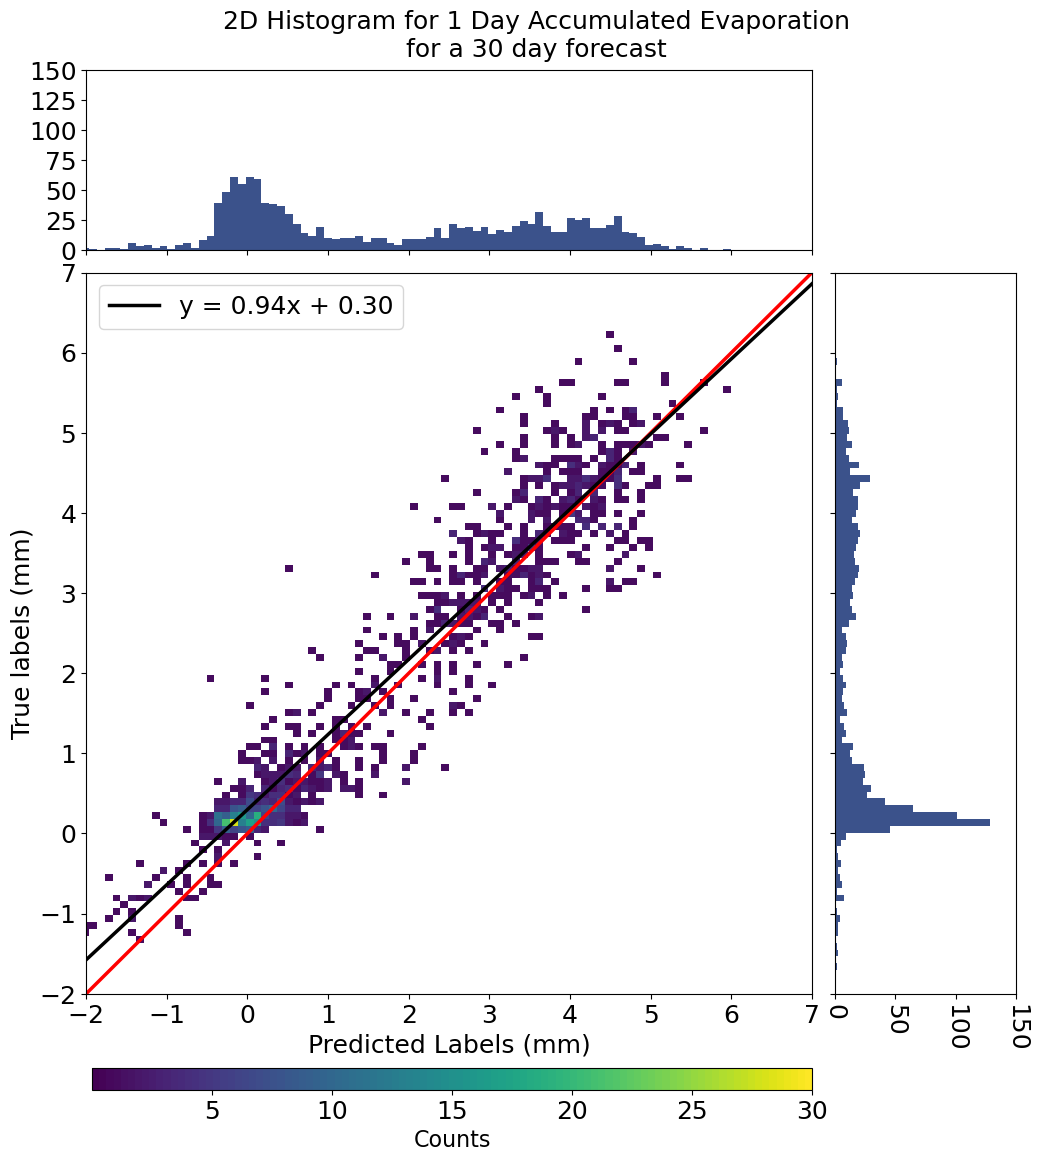 2D Histogram for 1 Day Accumulated Evaporation
for a 30 day forecast
150
125
100
75
50
25
0
7
6
5
4
3
2
1
0
−1
−2
True labels (mm)
y = 0.94x + 0.30
−2 −1 0 1 2 3 4 5 6 7
Predicted Labels (mm)
0 50 100 150
5 10 15 20 25 30
Counts